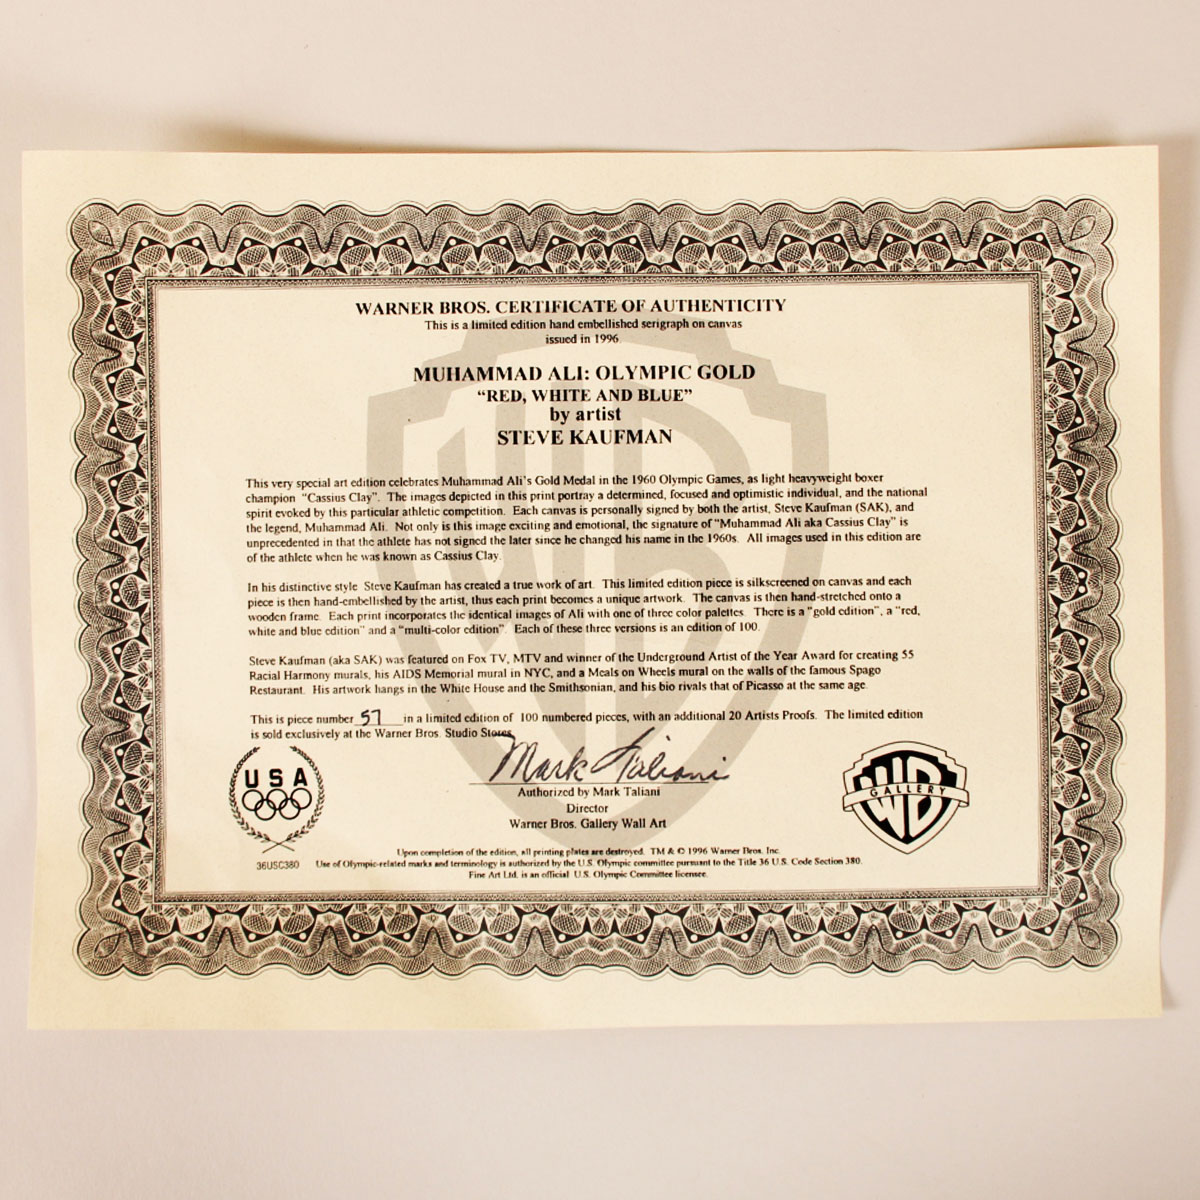 WARNER BROS. CERTIFICATE OF AUTHENTICITY
This is a limited edition hand embellished serigraph on canvas
issued in 1996
MUHAMMAD ALI: OLYMPIC GOLD
"RED, WHITE AND BLUE"
by artist
STEVE KAUFMAN
This very special art edition celebrates Muhammad Ali's Gold Medal in the 1960 Olympic Games, as light heavyweight boxer
champion "Cassius Clay". The images depicted in this print portray a determined, focused and optimistic individual, and the national
spirit evoked by this particular athletic competition. Each canvas is personally signed by both the artist, Steve Kaufman (SAK), and
the legend, Muhammad Ali. Not only is this image exciting and emotional, the signature of "Muhammad Ali aka Cassius Clay" is
unprecedented in that the athlete has not signed the later since he changed his name in the 1960s. All images used in this edition are
of the athlete when he was known as Cassius Clay.
In his distinctive style Steve Kaufman has created a true work of art. This limited edition piece is silkscreened on canvas and each
piece is then hand-embellished by the artist, thus each print becomes a unique artwork. The canvas is then hand-stretched onto a
wooden frame. Each print incorporates the identical images of Ali with one of three color palettes. There is a "gold edition", a "red,
white and blue edition" and a "multi-color edition". Each of these three versions is an edition of 100.
Steve Kaufman (aka SAK) was featured on Fox TV, MTV and winner of the Underground Artist of the Year Award for creating 55
Racial Harmony murals, his AIDS Memorial mural in NYC, and a Meals on Wheels mural on the walls of the famous Spago
Restaurant. His artwork hangs in the White House and the Smithsonian, and his bio rivals that of Picasso at the same age.
This is piece number 57 in a limited edition of 100 numbered pieces, with an additional 20 Artists Proofs. The limited edition
is sold exclusively at the Warner Bros. Studio Stores.
Mark Taliani
Authorized by Mark Taliani
Director
Warner Bros. Gallery Wall Art
USA
WB
GALLERY
Upon completion of the edition, all printing plates are destroyed. TM & © 1996 Warner Bros. Inc.
36USC380 Use of Olympic-related marks and terminology is authorized by the U.S. Olympic committee pursuant to the Title 36 U.S. Code Section 380.
Fine Art Ltd. is an official U.S. Olympic Committee licensee.